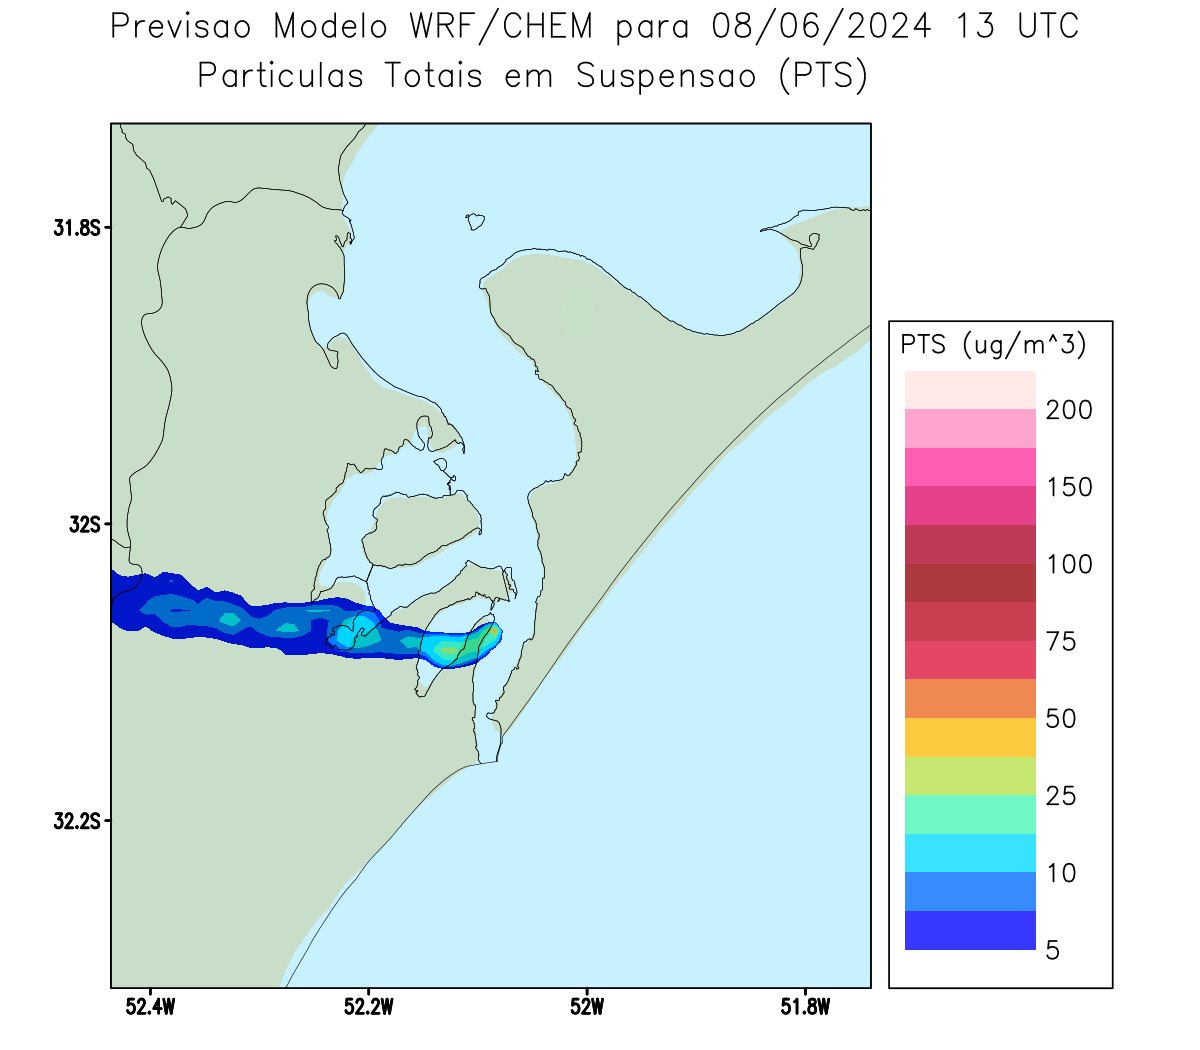 Previsao Modelo WRF/CHEM para 08/06/2024 13 UTC
Particulas Totais em Suspensao (PTS)
31.8S
32S
32.2S
52.4W
52.2W
52W
51.8W
PTS (ug/m^3)
200
150
100
75
50
25
10
5